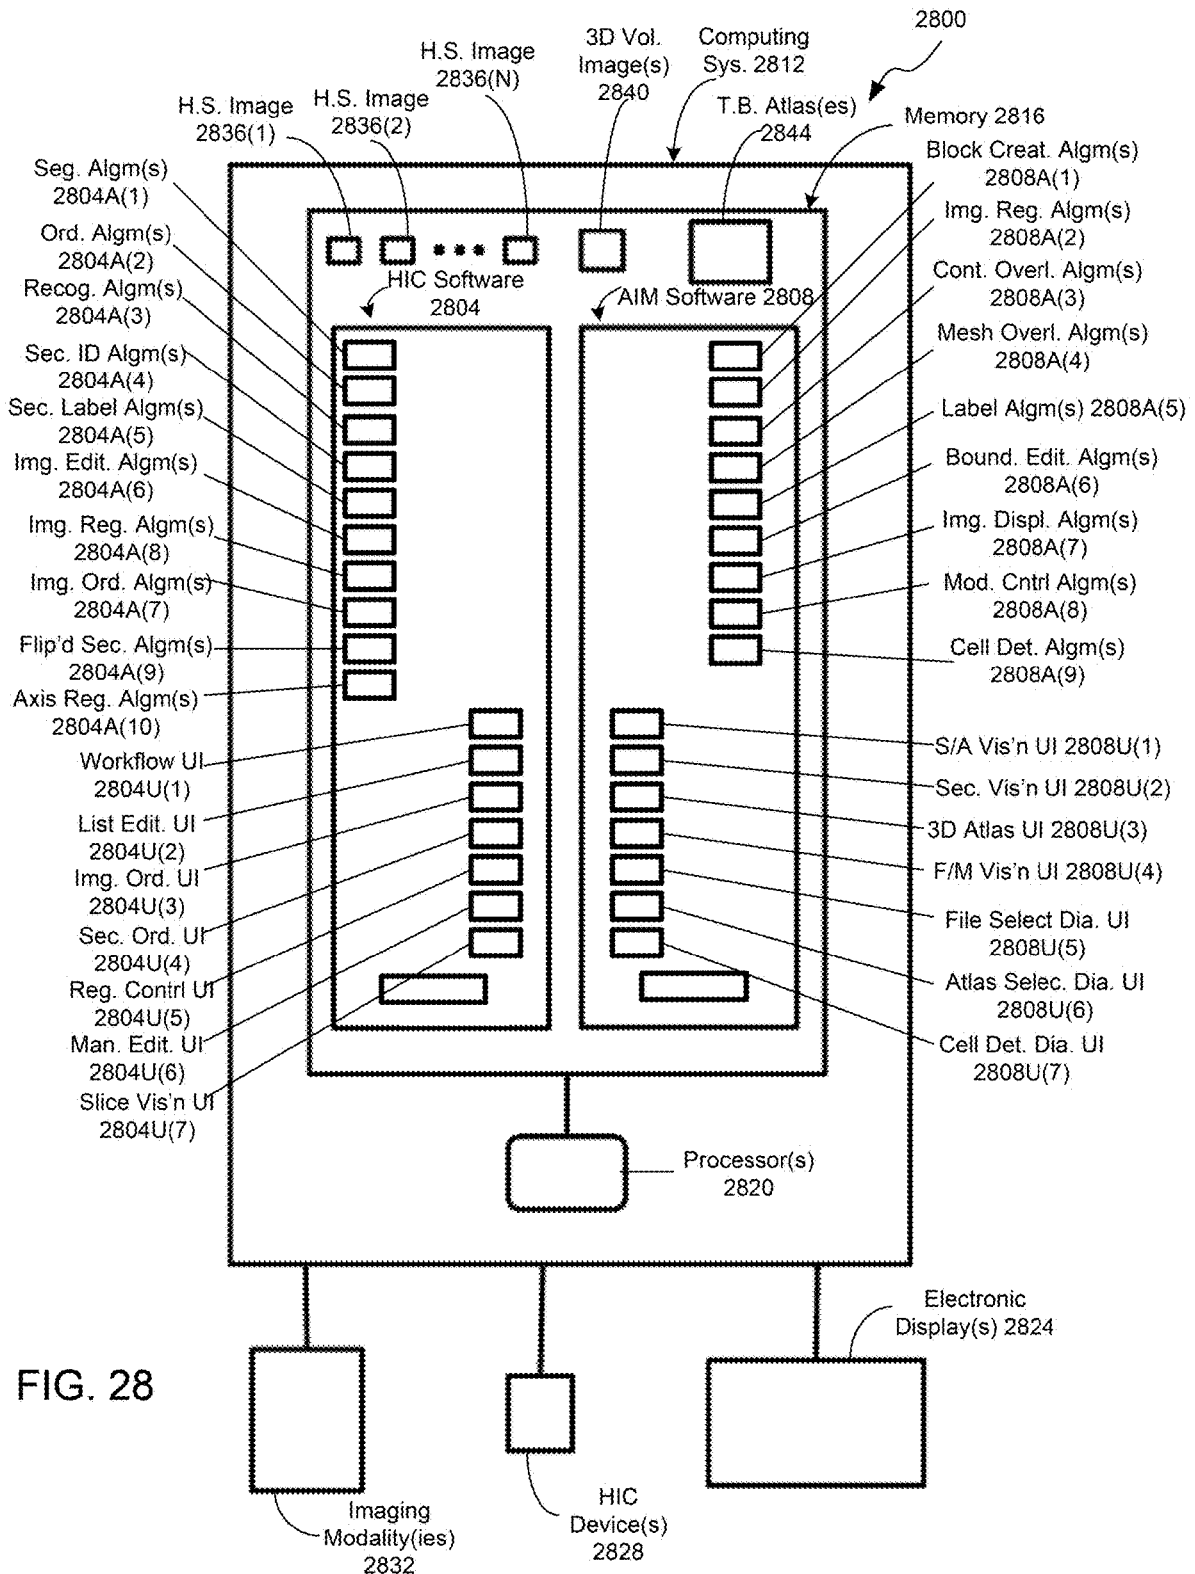 2800
Computing
Sys. 2812
3D Vol.
Image(s)
2840
H.S. Image
2836(N)
H.S. Image
2836(2)
H.S. Image
2836(1)
T.B. Atlas(es)
2844
Memory 2816
Seg. Algm(s)
2804A(1)
Ord. Algm(s)
2804A(2)
Recog. Algm(s)
2804A(3)
Sec. ID Algm(s)
2804A(4)
Sec. Label Algm(s)
2804A(5)
Img. Edit. Algm(s)
2804A(6)
Img. Reg. Algm(s)
2804A(8)
Img. Ord. Algm(s)
2804A(7)
Flip'd Sec. Algm(s)
2804A(9)
Axis Reg. Algm(s)
2804A(10)
Workflow UI
2804U(1)
List Edit. UI
2804U(2)
Img. Ord. UI
2804U(3)
Sec. Ord. UI
2804U(4)
Reg. Contrl UI
2804U(5)
Man. Edit. UI
2804U(6)
Slice Vis'n UI
2804U(7)
HIC Software
2804
AIM Software 2808
Block Creat. Algm(s)
2808A(1)
Img. Reg. Algm(s)
2808A(2)
Cont. Overl. Algm(s)
2808A(3)
Mesh Overl. Algm(s)
2808A(4)
Label Algm(s) 2808A(5)
Bound. Edit. Algm(s)
2808A(6)
Img. Displ. Algm(s)
2808A(7)
Mod. Cntrl Algm(s)
2808A(8)
Cell Det. Algm(s)
2808A(9)
S/A Vis'n UI 2808U(1)
Sec. Vis'n UI 2808U(2)
3D Atlas UI 2808U(3)
F/M Vis'n UI 2808U(4)
File Select Dia. UI
2808U(5)
Atlas Selec. Dia. UI
2808U(6)
Cell Det. Dia. UI
2808U(7)
Processor(s)
2820
Electronic
Display(s) 2824
FIG. 28
Imaging
Modality(ies)
2832
HIC
Device(s)
2828